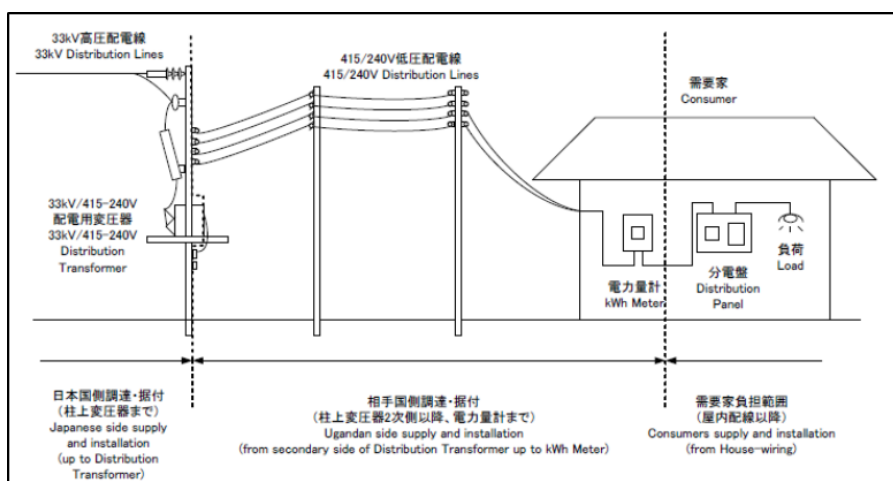 33kV高圧配電線
33kV Distribution Lines
415/240V低圧配電線
415/240V Distribution Lines
需要家
Consumer
33kV/415-240V
配電用変圧器
33kV/415-240V
Distribution
Transformer
電力量計
kWh Meter
分電盤
Distribution
Panel
負荷
Load
日本国側調達・据付
(柱上変圧器まで)
Japanese side supply
and installation
(up to Distribution
Transformer)
相手国側調達・据付
(柱上変圧器2次側以降、電力量計まで)
Ugandan side supply and installation
(from secondary side of Distribution Transformer up to kWh Meter)
需要家負担範囲
(屋内配線以降)
Consumers supply and installation
(from House-wiring)